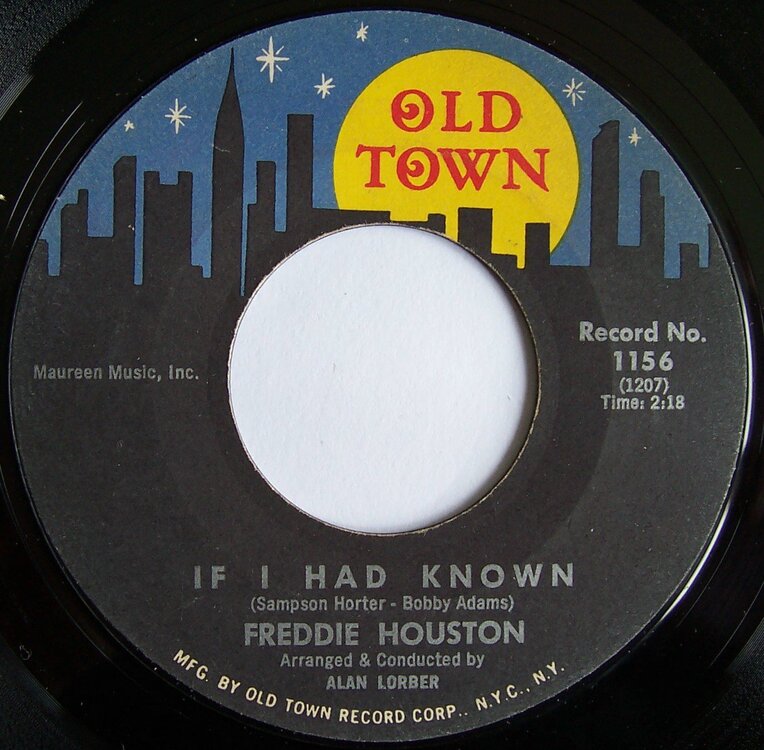 OLD
TOWN
Record No.
1156
(1207)
Time: 2:18
Maureen Music, Inc.
IF I HAD KNOWN
(Sampson Horter - Bobby Adams)
FREDDIE HOUSTON
Arranged & Conducted by
ALAN LORBER
MFG. BY OLD TOWN RECORD CORP., N.Y.C., N.Y.